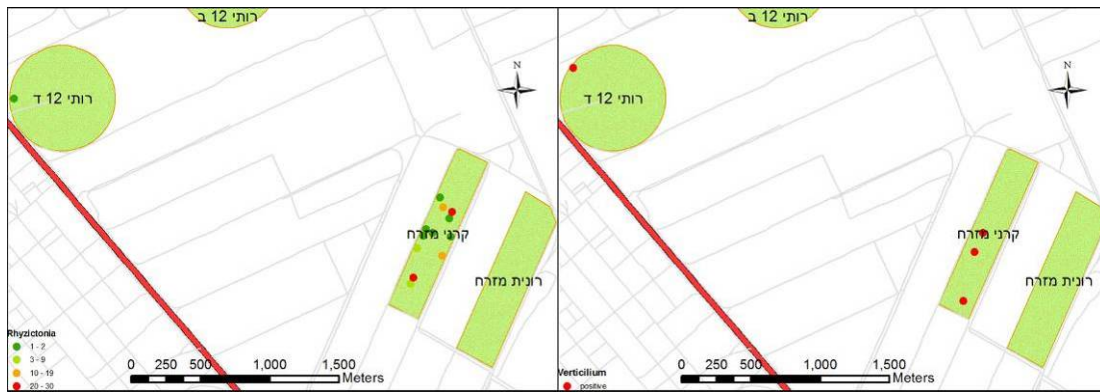 רותי 12 ב
רותי 12 ד
N
קרני מזרח
רונית מזרח
Rhyzictonia
1 - 2
3 - 9
10 - 19
20 - 30
0 250 500 1,000 1,500
Meters
רותי 12 ב
רותי 12 ד
N
קרני מזרח
רונית מזרח
Verticilium
positive
0 250 500 1,000 1,500
Meters